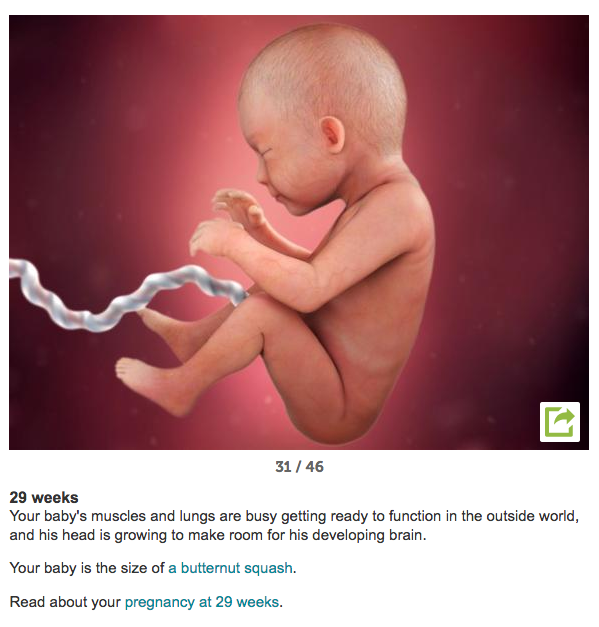 31 / 46
29 weeks
Your baby's muscles and lungs are busy getting ready to function in the outside world,
and his head is growing to make room for his developing brain.
Your baby is the size of a butternut squash.
Read about your pregnancy at 29 weeks.